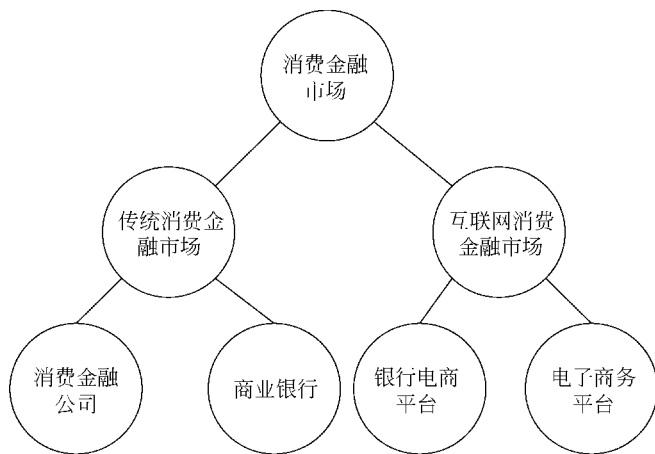 消费金融
市场
传统消费金
融市场
互联网消费
金融市场
消费金融
公司
商业银行
银行电商
平台
电子商务
平台